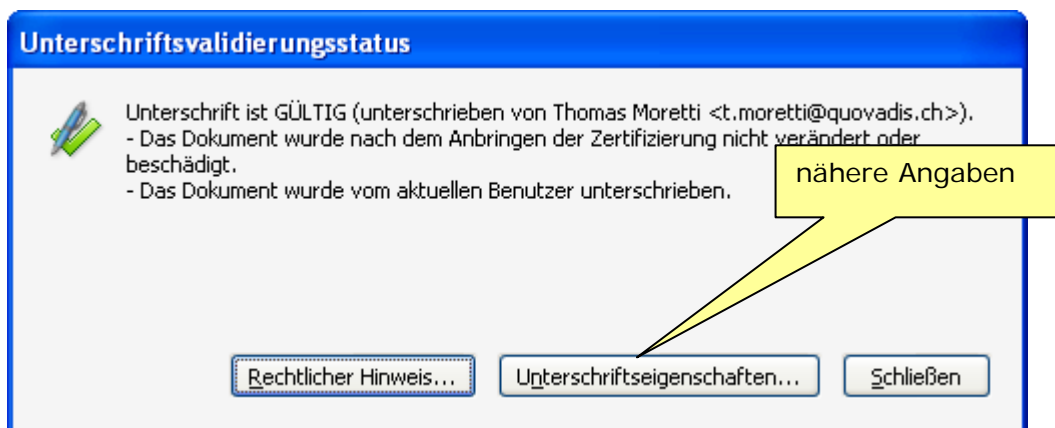 Unterschriftsvalidierungsstatus
Unterschrift ist GÜLTIG (unterschrieben von Thomas Moretti <t.moretti@quovadis.ch>).
- Das Dokument wurde nach dem Anbringen der Zertifizierung nicht verändert oder
beschädigt.
- Das Dokument wurde vom aktuellen Benutzer unterschrieben.
nähere Angaben
Rechtlicher Hinweis...
Unterschriftseigenschaften...
Schließen